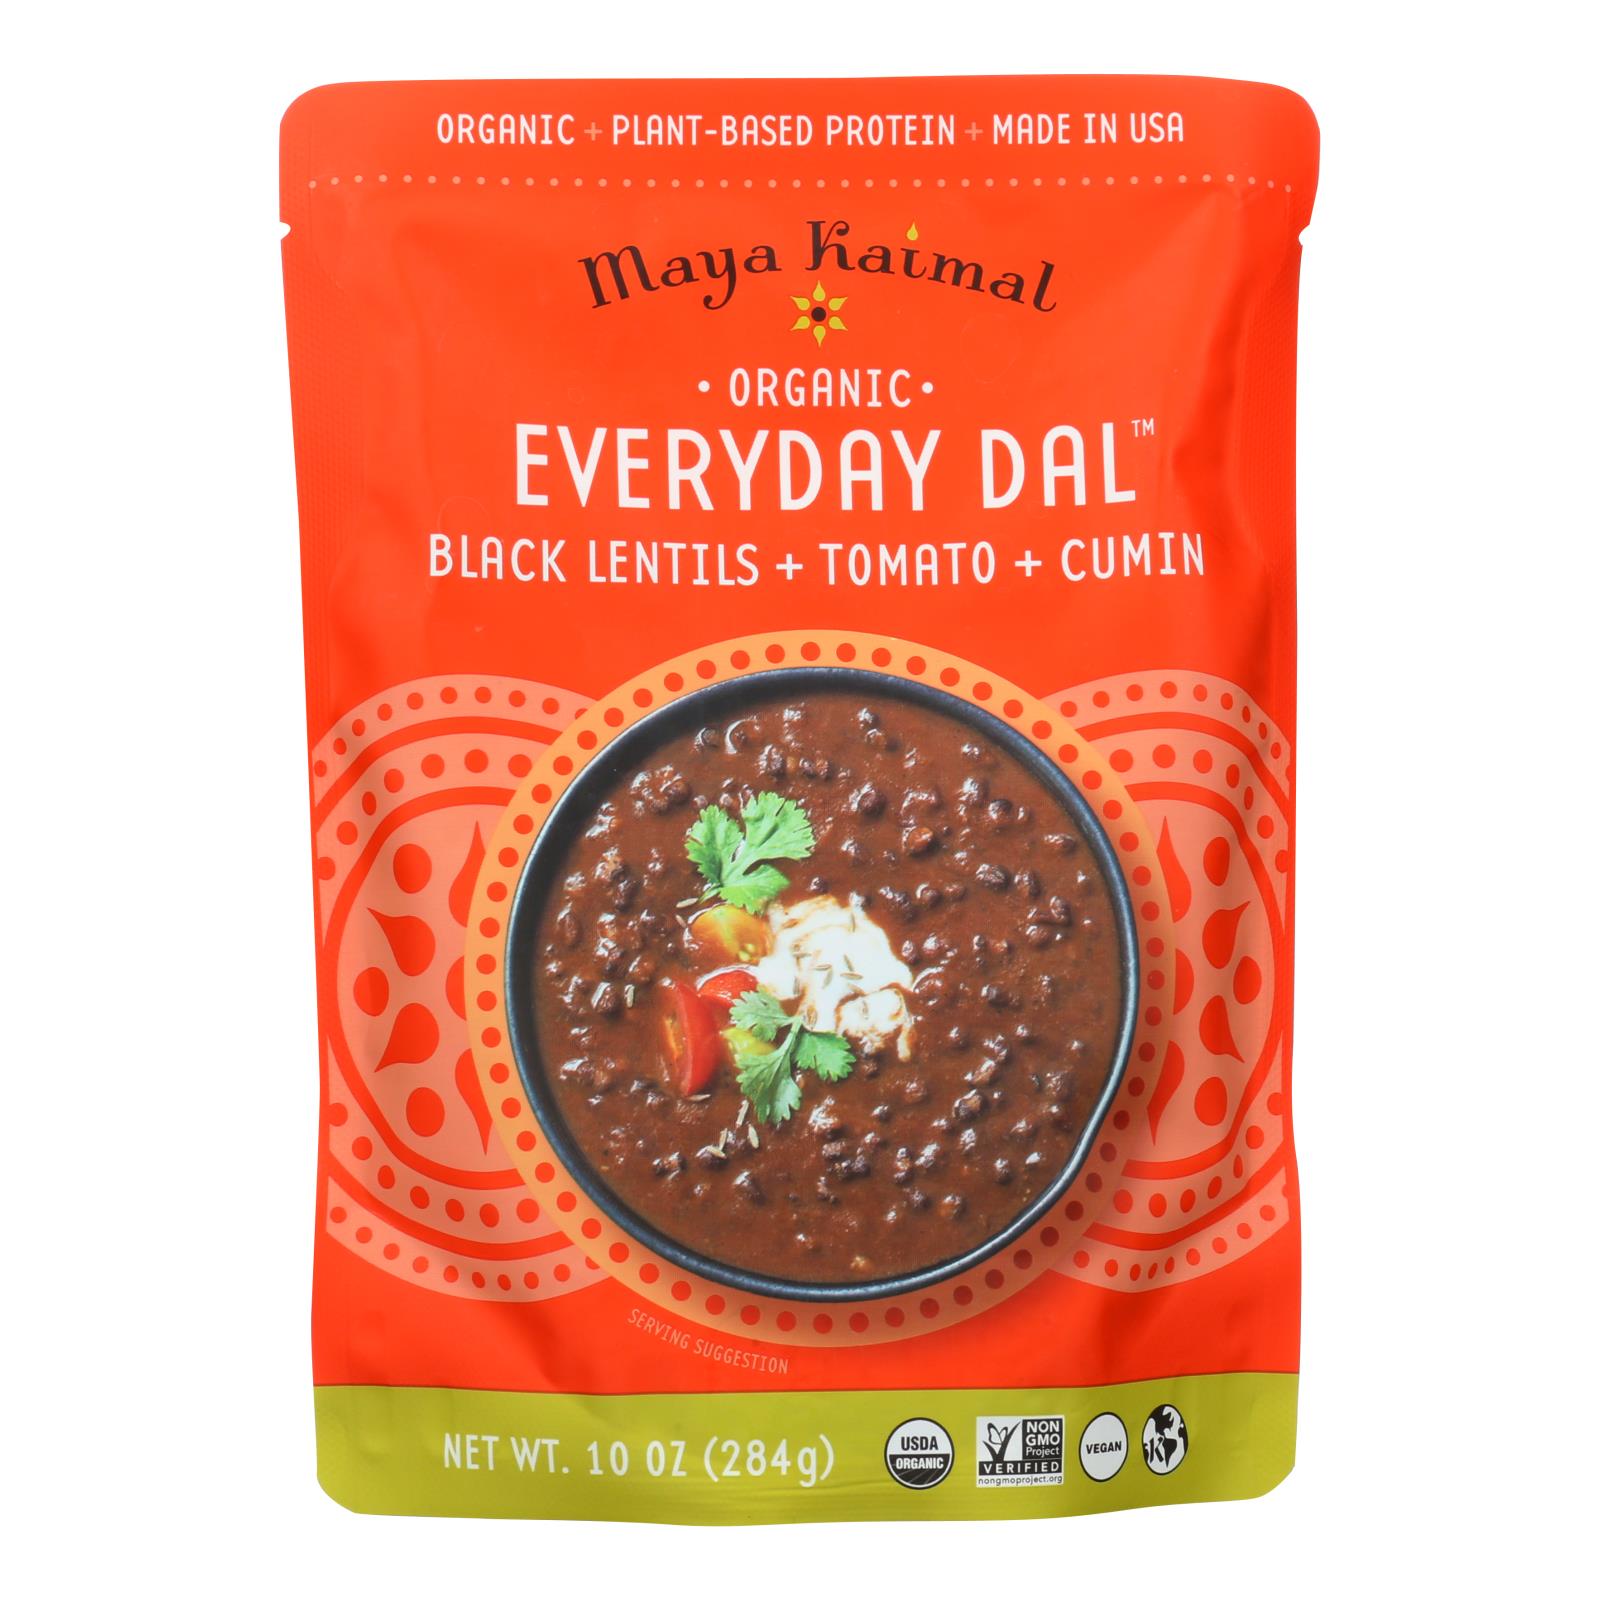 ORGANIC + PLANT-BASED PROTEIN + MADE IN USA
Maya Kaimal
• ORGANIC •
EVERYDAY DAL™
BLACK LENTILS + TOMATO + CUMIN
SERVING SUGGESTION
NET WT. 10 OZ (284g)
USDA
ORGANIC
NON
GMO
Project
VERIFIED
nongmoproject.org
VEGAN
K